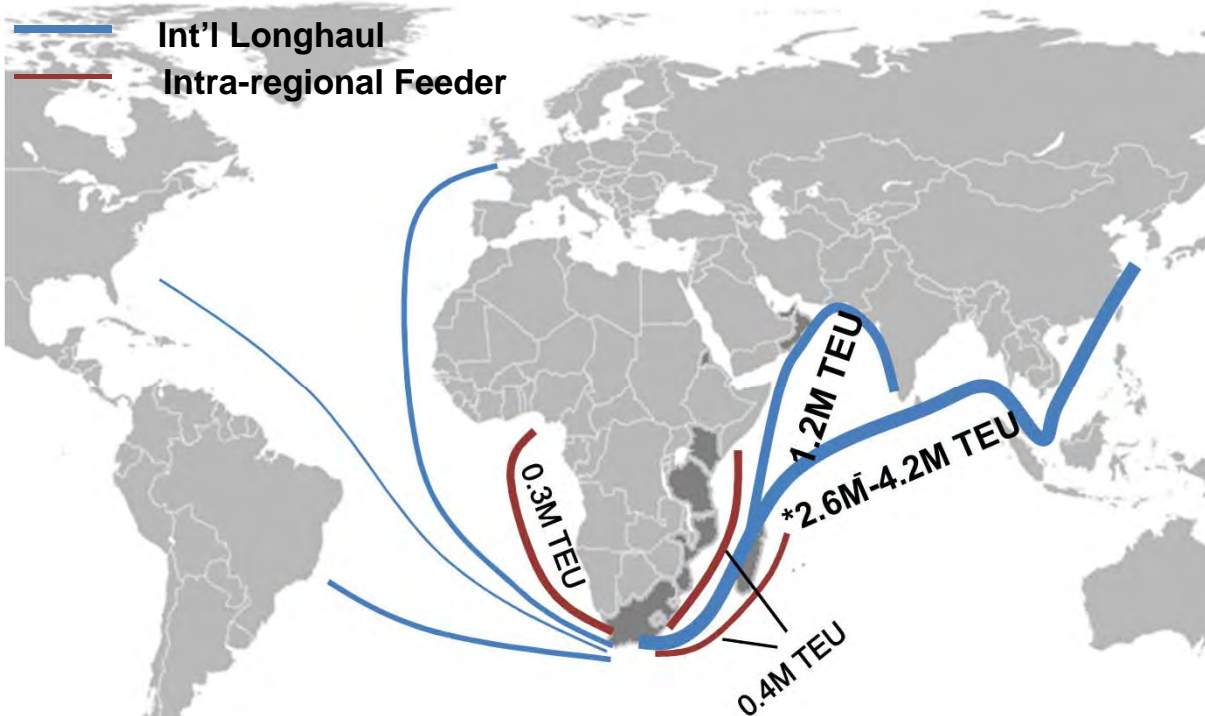 Int'l Longhaul
Intra-regional Feeder
1.2M TEU
*2.6M-4.2M TEU
0.3M TEU
0.4M TEU